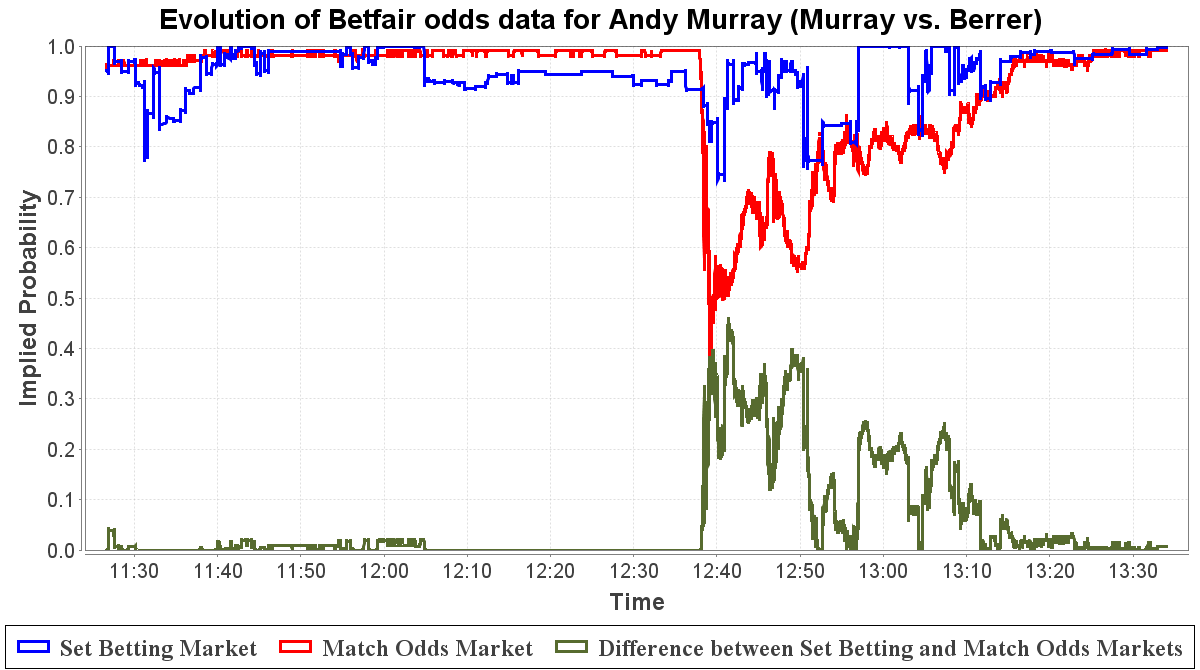 Evolution of Betfair odds data for Andy Murray (Murray vs. Berrer)
Implied Probability
1.0
0.9
0.8
0.7
0.6
0.5
0.4
0.3
0.2
0.1
0.0
11:30 11:40 11:50 12:00 12:10 12:20 12:30 12:40 12:50 13:00 13:10 13:20 13:30
Time
Set Betting Market Match Odds Market Difference between Set Betting and Match Odds Markets